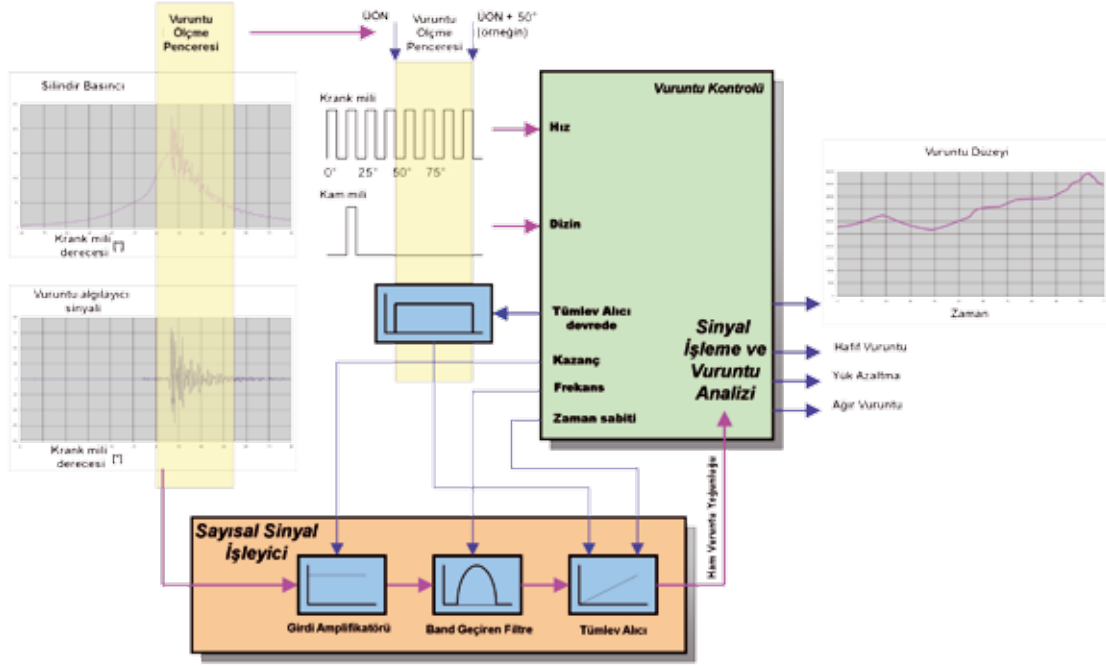 Vuruntu
Ölçme
Penceresi
ÜÖN
Vuruntu
Ölçme
Penceresi
ÜÖN + 50°
(örneğin)
Silindir Basıncı
Krank mili
derecesi [°]
Krank mili
0° 25° 50° 75°
Kam mili
Vuruntu Kontrolü
Hız
Dizin
Tümlev Alıcı
devrede
Kazanç
Frekans
Zaman sabiti
Sinyal
İşleme ve
Vuruntu
Analizi
Vuruntu Düzeyi
Zaman
Hafif Vuruntu
Yük Azaltma
Ağır Vuruntu
Vuruntu algılayıcı
sinyali
Krank mili
derecesi [°]
Ham Vuruntu Yoğunluğu
Sayısal Sinyal
İşleyici
Girdi Amplifikatörü
Band Geçiren Filtre
Tümlev Alıcı